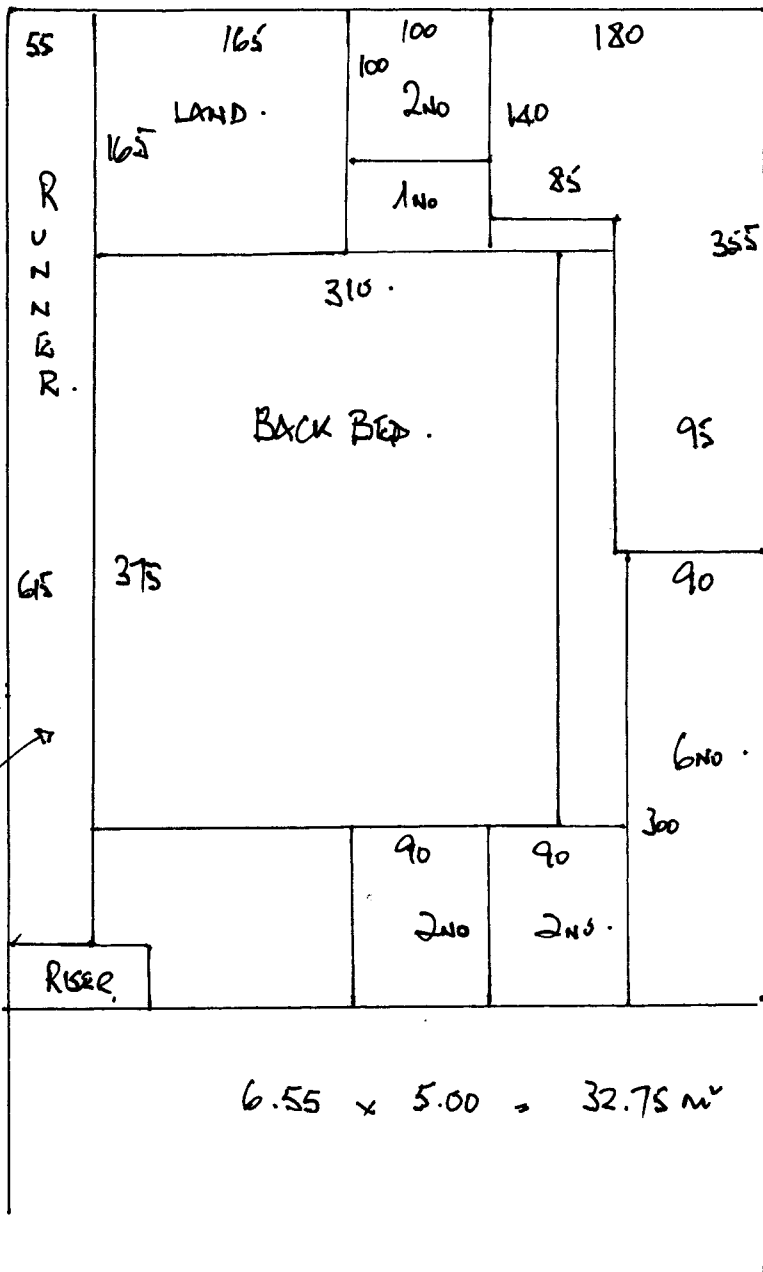 55 165 100 180
100
LAND. 2NO 140
165
1NO 85
355
RUNNER.
310.
BACK BED.
95
615 375 90
6NO.
300
90 90
2NO 2NO.
RISER.
6.55 x 5.00 = 32.75 m²